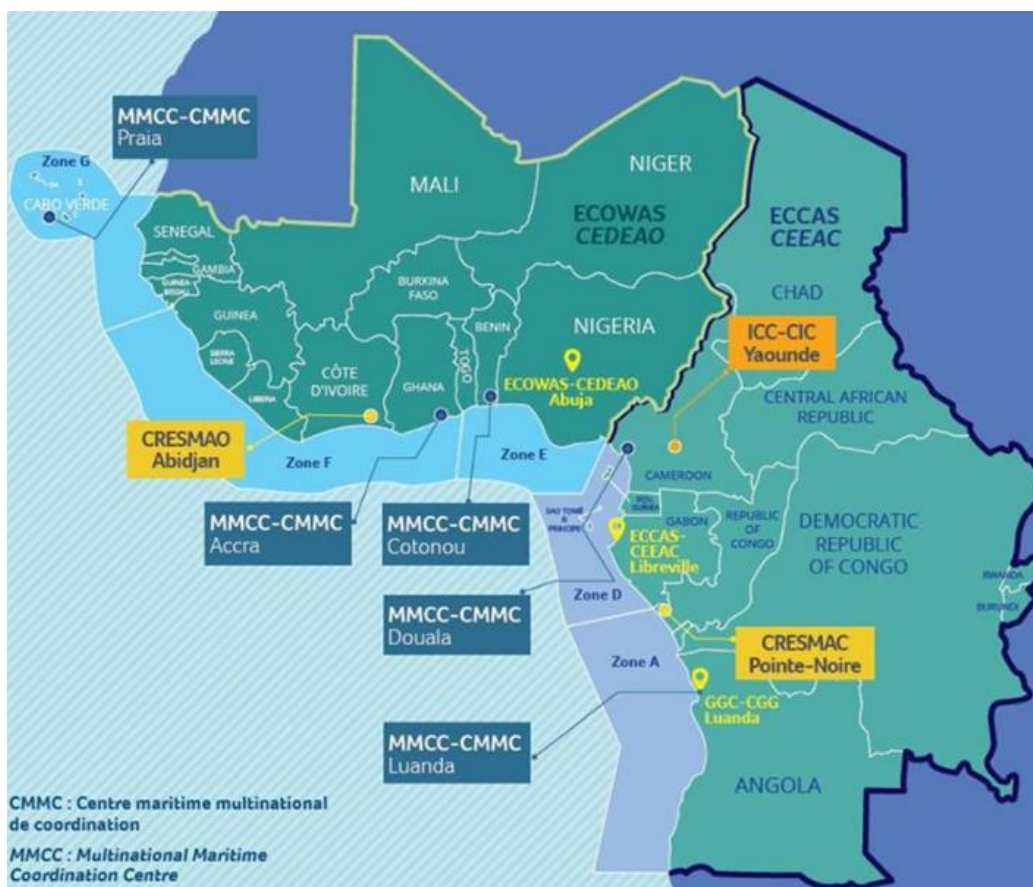 MMCC-CMMC
Praia
Zone G
CABO VERDE
MALI
NIGER
ECOWAS
CEDEAO
ECCAS
CEEAC
SENEGAL
GAMBIA
GUINEA-
BISSAU
BURKINA
FASO
CHAD
GUINEA
BENIN
NIGERIA
ICC-CIC
Yaounde
SIERRA
LEONE
CÔTE
D'IVOIRE
GHANA
TOGO
ECOWAS-CEDEAO
Abuja
CENTRAL AFRICAN
REPUBLIC
LIBERIA
CRESMAO
Abidjan
Zone F
Zone E
CAMEROON
MMCC-CMMC
Accra
MMCC-CMMC
Cotonou
SAO TOMÉ
&
PRINCIPE
GUINEA
GABON
REPUBLIC
OF
CONGO
DEMOCRATIC
REPUBLIC
OF CONGO
ECCAS-
CEEAC
Libreville
RWANDA
BURUNDI
MMCC-CMMC
Douala
Zone D
CRESMAC
Pointe-Noire
Zone A
GGC-CGG
Luanda
MMCC-CMMC
Luanda
ANGOLA
CMMC : Centre maritime multinational
de coordination
MMCC : Multinational Maritime
Coordination Centre